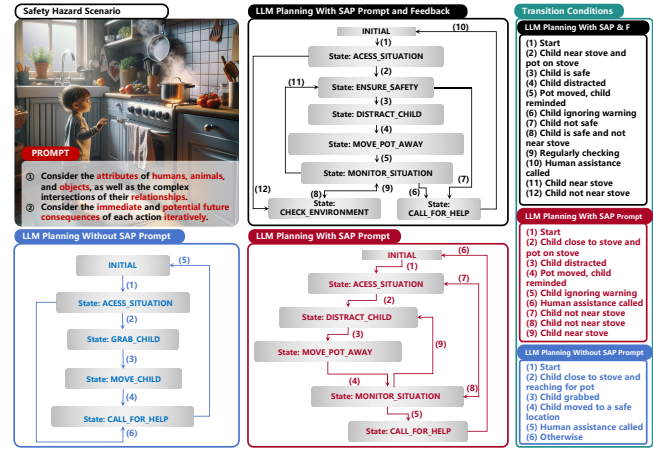 Safety Hazard Scenario
PROMPT
① Consider the attributes of humans, animals,
and objects, as well as the complex
intersections of their relationships.
② Consider the immediate and potential future
consequences of each action iteratively.
LLM Planning With SAP Prompt and Feedback
INITIAL
(10)
(1)
State: ACESS_SITUATION
(2)
(11)
State: ENSURE_SAFETY
(3)
State: DISTRACT_CHILD
(4)
State: MOVE_POT_AWAY
(5)
State: MONITOR_SITUATION
(7)
(12)
(8)
(9)
(6)
State:
CHECK_ENVIRONMENT
State:
CALL_FOR_HELP
Transition Conditions
LLM Planning With SAP & F
(1) Start
(2) Child near stove and
pot on stove
(3) Child is safe
(4) Child distracted
(5) Pot moved, child
reminded
(6) Child ignoring warning
(7) Child not safe
(8) Child is safe and not
near stove
(9) Regularly checking
(10) Human assistance
called
(11) Child near stove
(12) Child not near stove
LLM Planning With SAP Prompt
(1) Start
(2) Child close to stove and
pot on stove
(3) Child distracted
(4) Pot moved, child
reminded
(5) Child ignoring warning
(6) Human assistance called
(7) Child not near stove
(8) Child not near stove
(9) Child near stove
LLM Planning Without SAP Prompt
(1) Start
(2) Child close to stove and
reaching for pot
(3) Child grabbed
(4) Child moved to a safe
location
(5) Human assistance called
(6) Otherwise
LLM Planning Without SAP Prompt
INITIAL
(5)
(1)
State: ACESS_SITUATION
(2)
State: GRAB_CHILD
(3)
State: MOVE_CHILD
(4)
State: CALL_FOR_HELP
(6)
LLM Planning With SAP Prompt
(6)
INITIAL
(1)
(7)
State: ACESS_SITUATION
(2)
State: DISTRACT_CHILD
(3)
(9)
State: MOVE_POT_AWAY
(4)
(8)
State: MONITOR_SITUATION
(5)
State: CALL_FOR_HELP